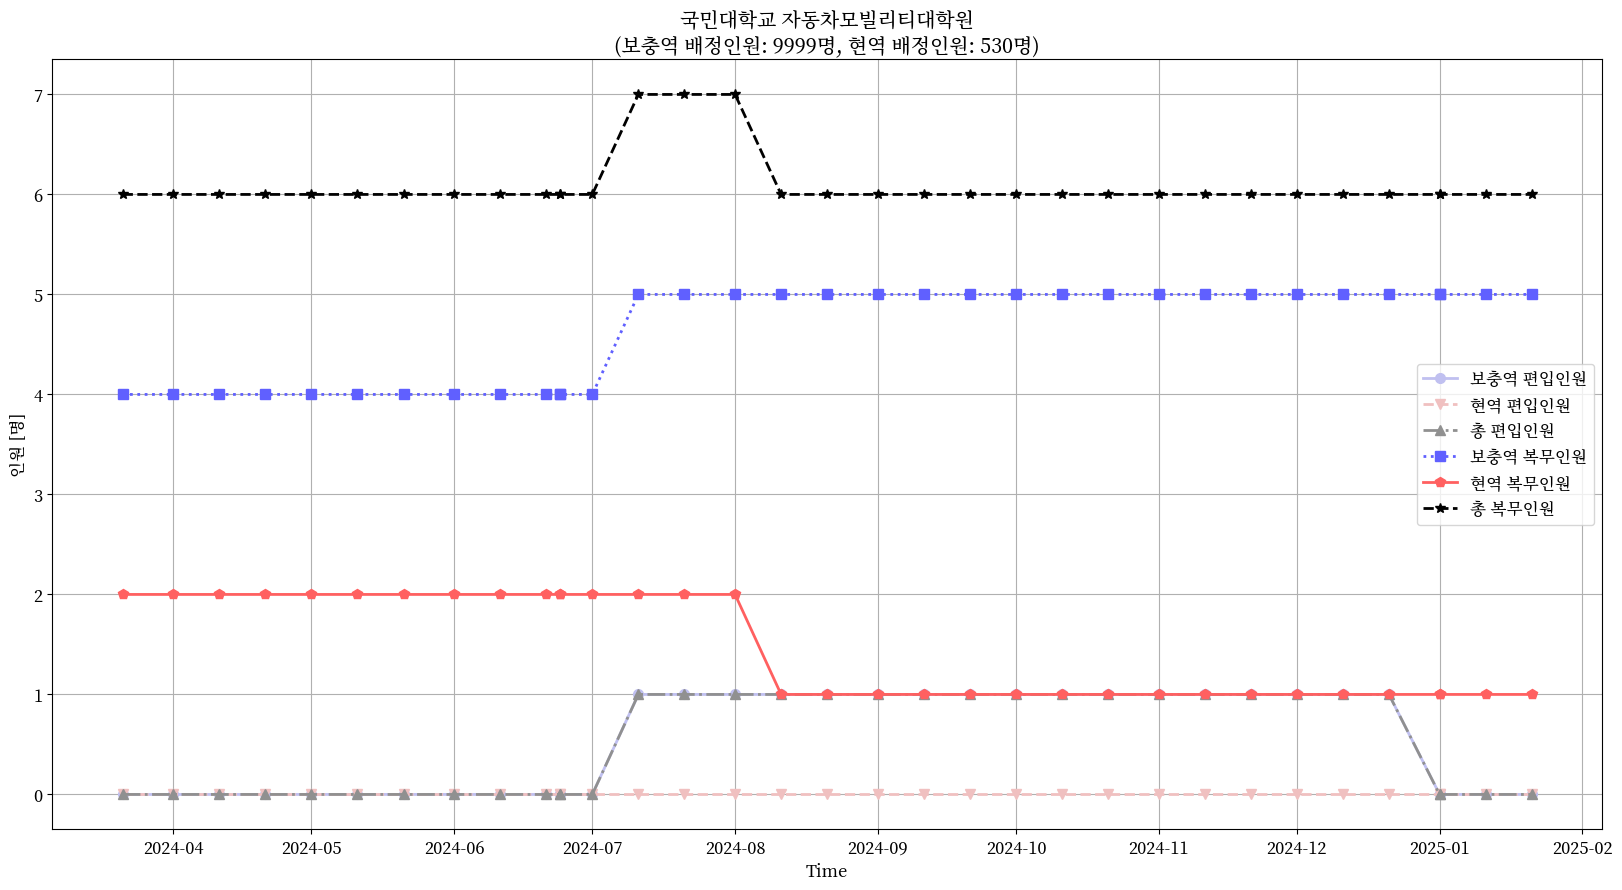 국민대학교 자동차모빌리티대학원
(보충역 배정인원: 9999명, 현역 배정인원: 530명)
7
6
5
4
3
2
1
0
인원 [명]
보충역 편입인원
현역 편입인원
총 편입인원
보충역 복무인원
현역 복무인원
총 복무인원
2024-04
2024-05
2024-06
2024-07
2024-08
2024-09
2024-10
2024-11
2024-12
2025-01
2025-02
Time